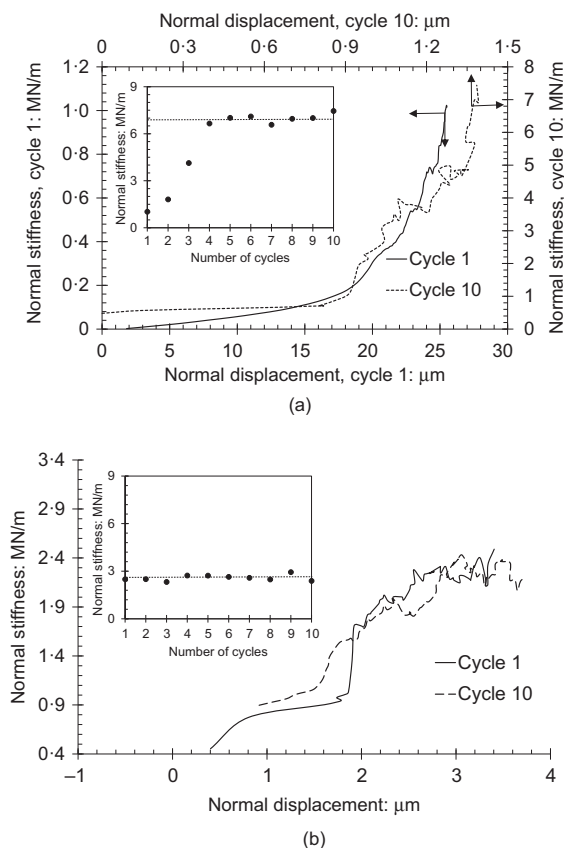 Normal displacement, cycle 10: μm
0 0·3 0·6 0·9 1·2 1·5
1·2
1·0
0·8
0·6
0·4
0·2
0
Normal stiffness, cycle 1: MN/m
8
7
6
5
4
3
2
1
0
Normal stiffness, cycle 10: MN/m
9
6
3
0
Normal stiffness: MN/m
1 2 3 4 5 6 7 8 9 10
Number of cycles
Cycle 1
Cycle 10
0 5 10 15 20 25 30
Normal displacement, cycle 1: μm
(a)
3·4
2·9
2·4
1·9
1·4
0·9
0·4
Normal stiffness: MN/m
9
6
3
0
Normal stiffness: MN/m
1 2 3 4 5 6 7 8 9 10
Number of cycles
Cycle 1
Cycle 10
–1 0 1 2 3 4
Normal displacement: μm
(b)